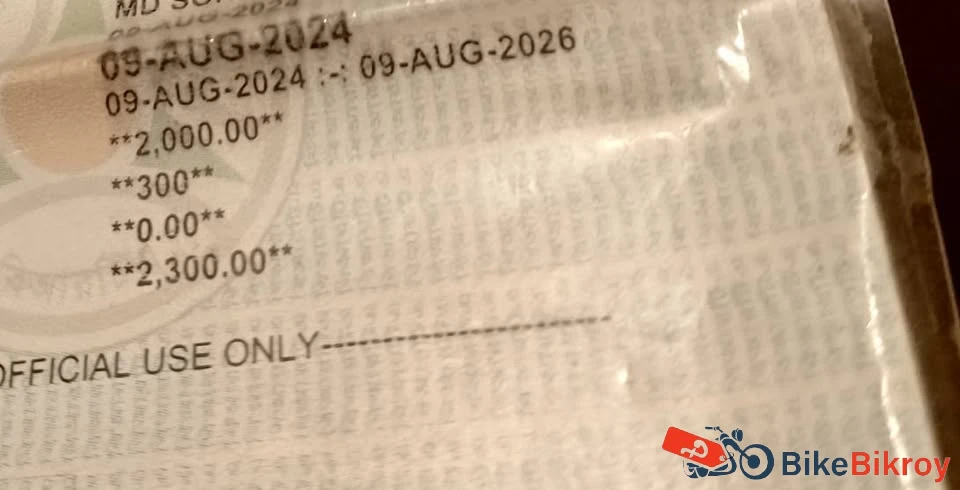 MD
09-AUG-2024
09-AUG-2024 :-: 09-AUG-2026
**2,000.00**
**300**
**0.00**
**2,300.00**
OFFICIAL USE ONLY--------------------------------
BikeBikroy